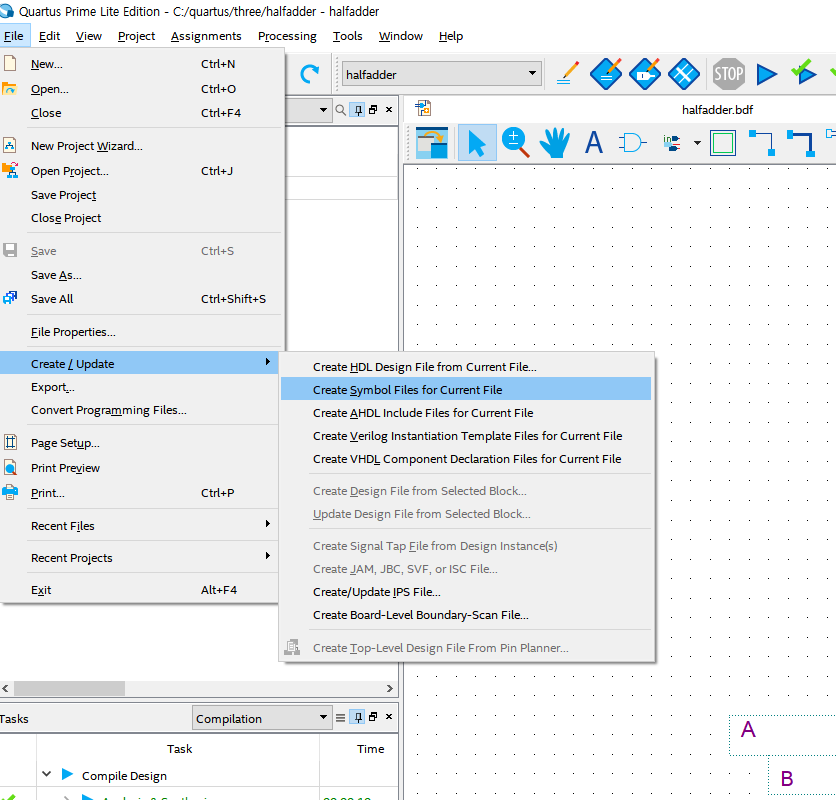 Quartus Prime Lite Edition - C:/quartus/three/halfadder - halfadder
File Edit View Project Assignments Processing Tools Window Help
New... Ctrl+N
Open... Ctrl+O
Close Ctrl+F4
New Project Wizard...
Open Project... Ctrl+J
Save Project
Close Project
Save Ctrl+S
Save As...
Save All Ctrl+Shift+S
File Properties...
Create / Update
Export...
Convert Programming Files...
Page Setup...
Print Preview
Print... Ctrl+P
Recent Files
Recent Projects
Exit Alt+F4
Create HDL Design File from Current File...
Create Symbol Files for Current File
Create AHDL Include Files for Current File
Create Verilog Instantiation Template Files for Current File
Create VHDL Component Declaration Files for Current File
Create Design File from Selected Block...
Update Design File from Selected Block...
Create Signal Tap File from Design Instance(s)
Create JAM, JBC, SVF, or ISC File...
Create/Update IPS File...
Create Board-Level Boundary-Scan File...
Create Top-Level Design File From Pin Planner...
halfadder
STOP
halfadder.bdf
A
A
B
Tasks Compilation
Task Time
Compile Design